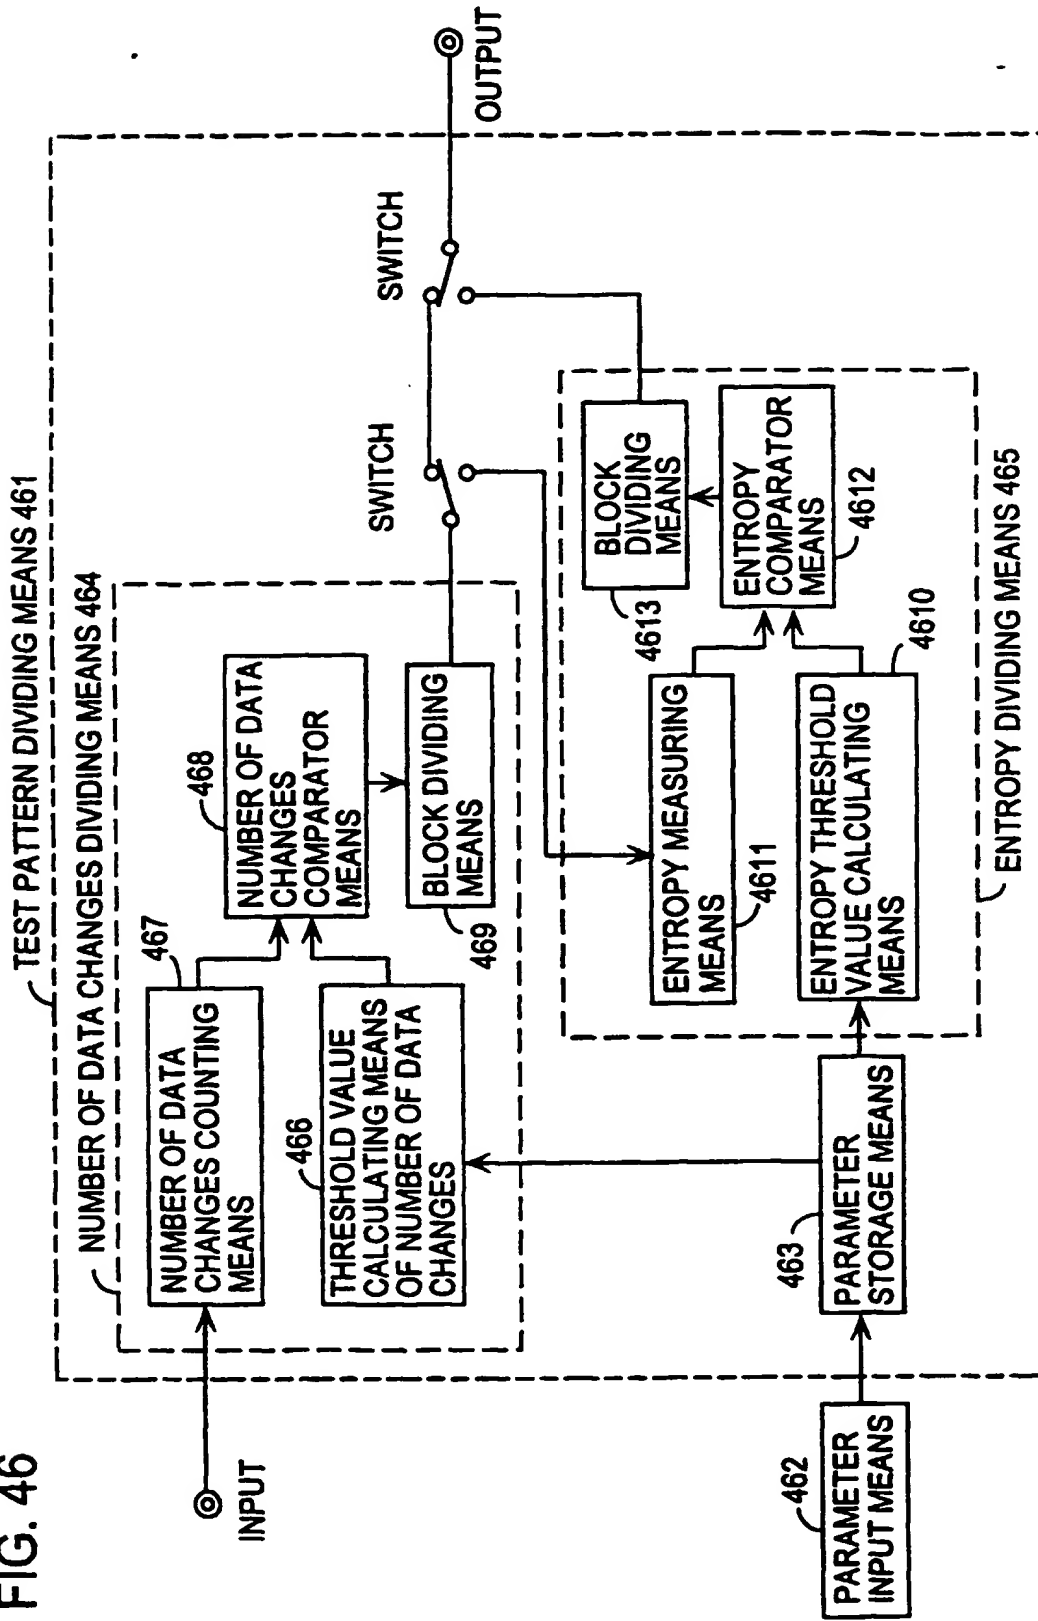 FIG. 46
TEST PATTERN DIVIDING MEANS 461
NUMBER OF DATA CHANGES DIVIDING MEANS 464
INPUT
467
NUMBER OF DATA
CHANGES COUNTING
MEANS
466
THRESHOLD VALUE
CALCULATING MEANS
OF NUMBER OF DATA
CHANGES
468
NUMBER OF DATA
CHANGES
COMPARATOR
MEANS
BLOCK DIVIDING
MEANS
469
SWITCH
SWITCH
OUTPUT
462
PARAMETER
INPUT MEANS
463
PARAMETER
STORAGE MEANS
ENTROPY MEASURING
MEANS
4611
ENTROPY THRESHOLD
VALUE CALCULATING
MEANS
4610
BLOCK
DIVIDING
MEANS
4613
ENTROPY
COMPARATOR
MEANS
4612
ENTROPY DIVIDING MEANS 465